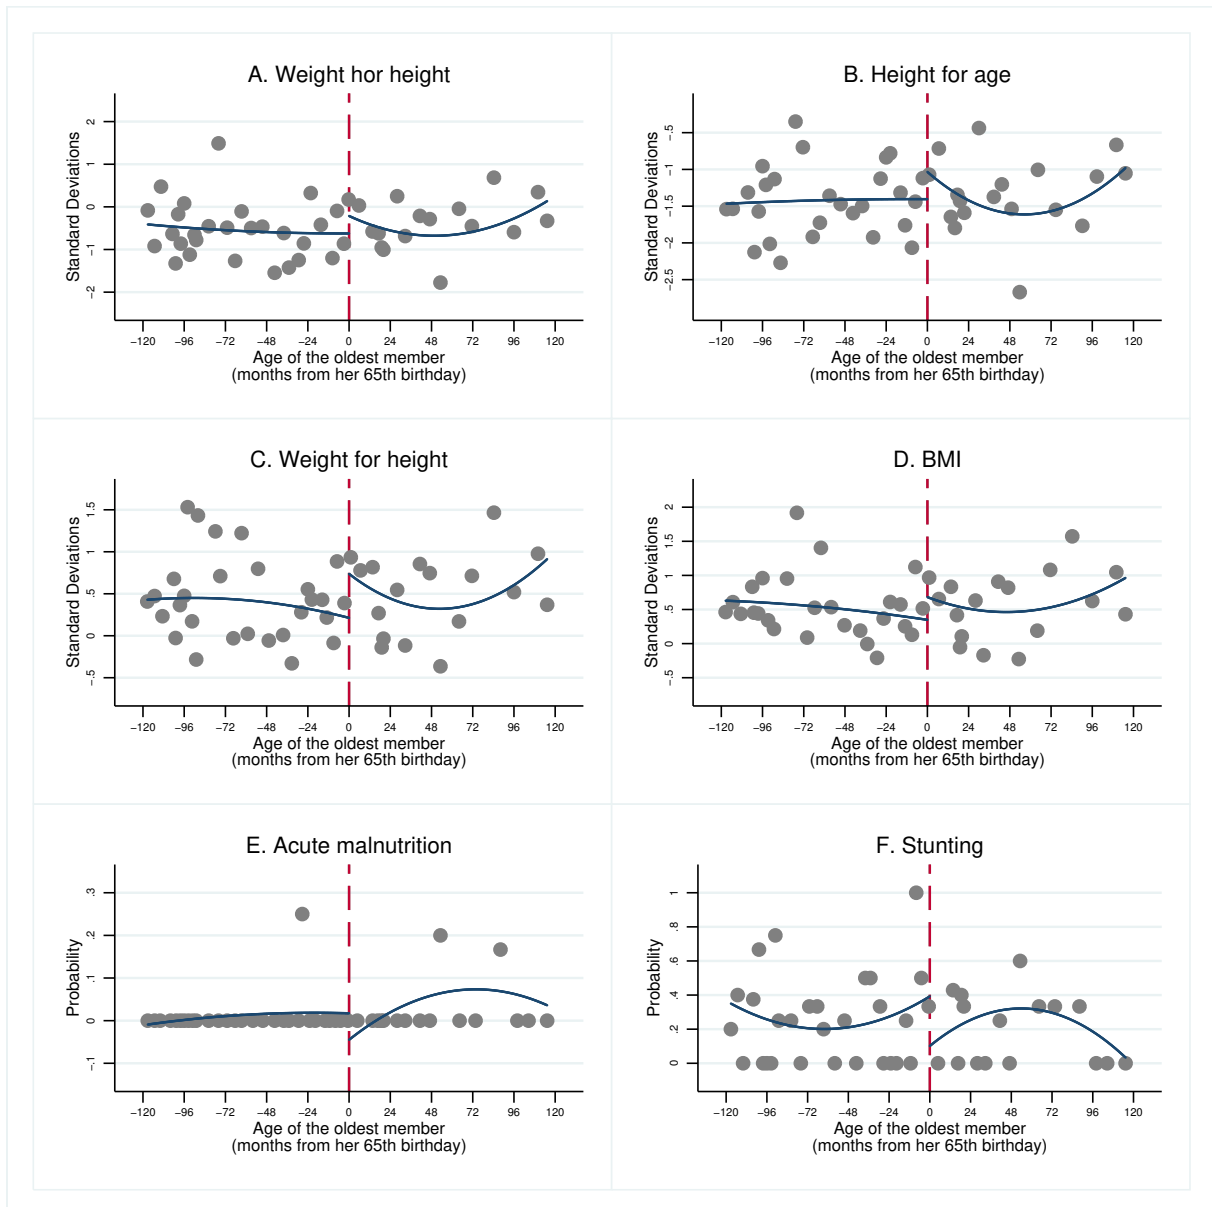 A. Weight hor height
Standard Deviations
2
1
0
−1
−2
−120 −96 −72 −48 −24 0 24 48 72 96 120
Age of the oldest member
(months from her 65th birthday)
B. Height for age
Standard Deviations
−.5
−1
−1.5
−2
−2.5
−120 −96 −72 −48 −24 0 24 48 72 96 120
Age of the oldest member
(months from her 65th birthday)
C. Weight for height
Standard Deviations
1.5
1
.5
0
−.5
−120 −96 −72 −48 −24 0 24 48 72 96 120
Age of the oldest member
(months from her 65th birthday)
D. BMI
Standard Deviations
2
1.5
1
.5
0
−.5
−120 −96 −72 −48 −24 0 24 48 72 96 120
Age of the oldest member
(months from her 65th birthday)
E. Acute malnutrition
Probability
.3
.2
.1
0
−.1
−120 −96 −72 −48 −24 0 24 48 72 96 120
Age of the oldest member
(months from her 65th birthday)
F. Stunting
Probability
1
.8
.6
.4
.2
0
−120 −96 −72 −48 −24 0 24 48 72 96 120
Age of the oldest member
(months from her 65th birthday)